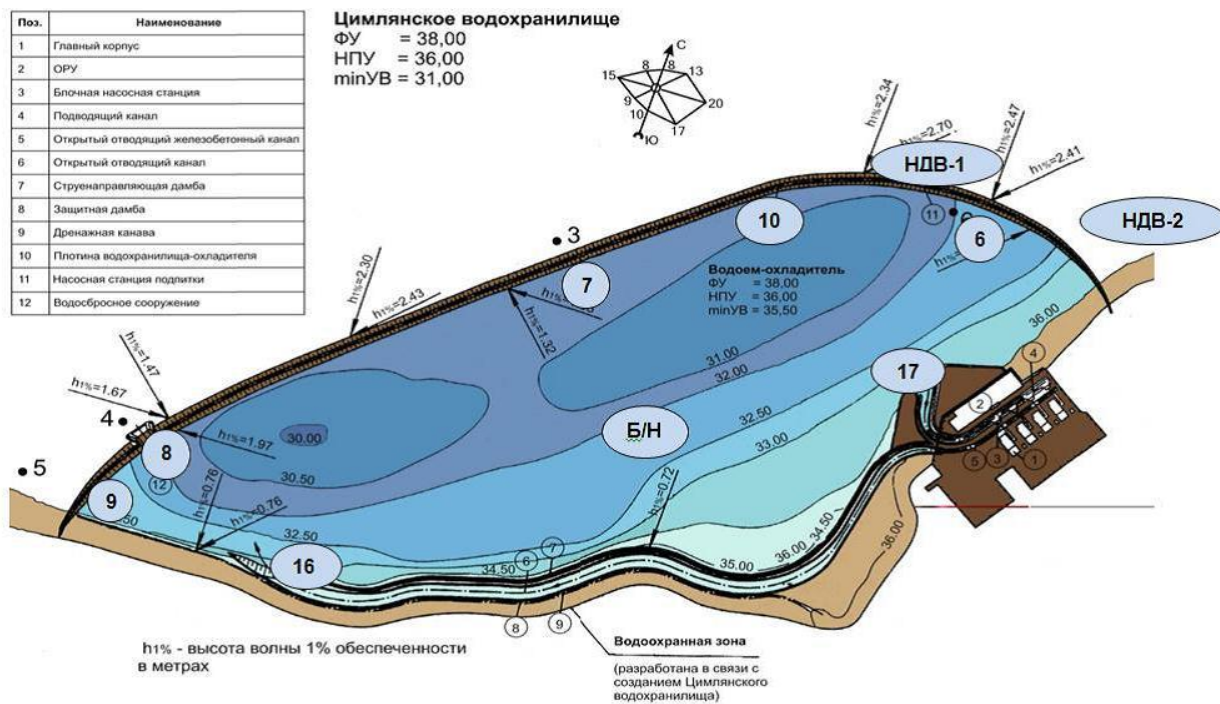 Поз. Наименование
1 Главный корпус
2 ОРУ
3 Блочная насосная станция
4 Подводящий канал
5 Открытый отводящий железобетонный канал
6 Открытый отводящий канал
7 Струенаправляющая дамба
8 Защитная дамба
9 Дренажная канава
10 Плотина водохранилища-охладителя
11 Насосная станция подпитки
12 Водосбросное сооружение
Цимлянское водохранилище
ФУ = 38,00
НПУ = 36,00
minУВ = 31,00
С
8 8
15 13
9 20
10 17
Ю
h1%=2.34
h1%=2.70
h1%=2.47
h1%=2.41
НДВ-1
НДВ-2
10
11
6
3
7
Водоем-охладитель
ФУ = 38,00
НПУ = 36,00
minУВ = 35,50
h1%=2.30
h1%=2.43
h1%=1.32
h1%=1.47
h1%=1.67
4
5
8
12
9
h1%=1.97
30.00
30.50
31.00
32.00
32.50
33.00
36.00
17
2
4
5
3
1
Б/Н
h1%=0.76
h1%=0.76
h1%=0.72
32.50
16
34.50
6
7
35.00
36.00
34.50
36.00
8
9
h1% - высота волны 1% обеспеченности
в метрах
Водоохранная зона
(разработана в связи с
созданием Цимлянского
водохранилища)